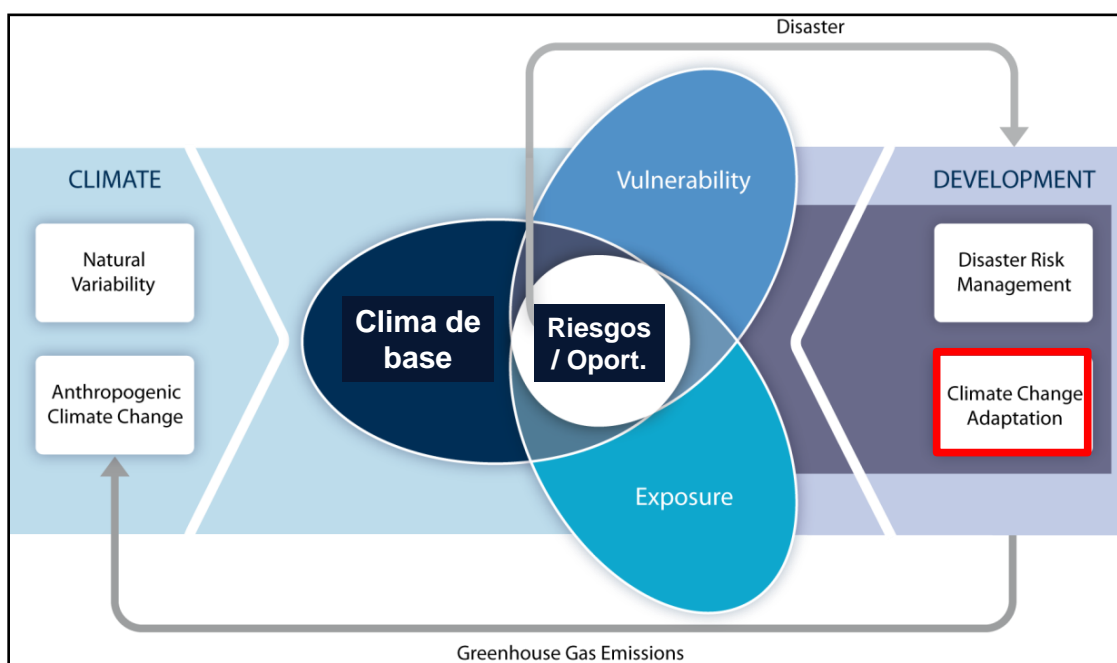 Disaster
CLIMATE
Natural
Variability
Anthropogenic
Climate Change
Vulnerability
Clima de
base
Riesgos
/ Oport.
Exposure
DEVELOPMENT
Disaster Risk
Management
Climate Change
Adaptation
Greenhouse Gas Emissions